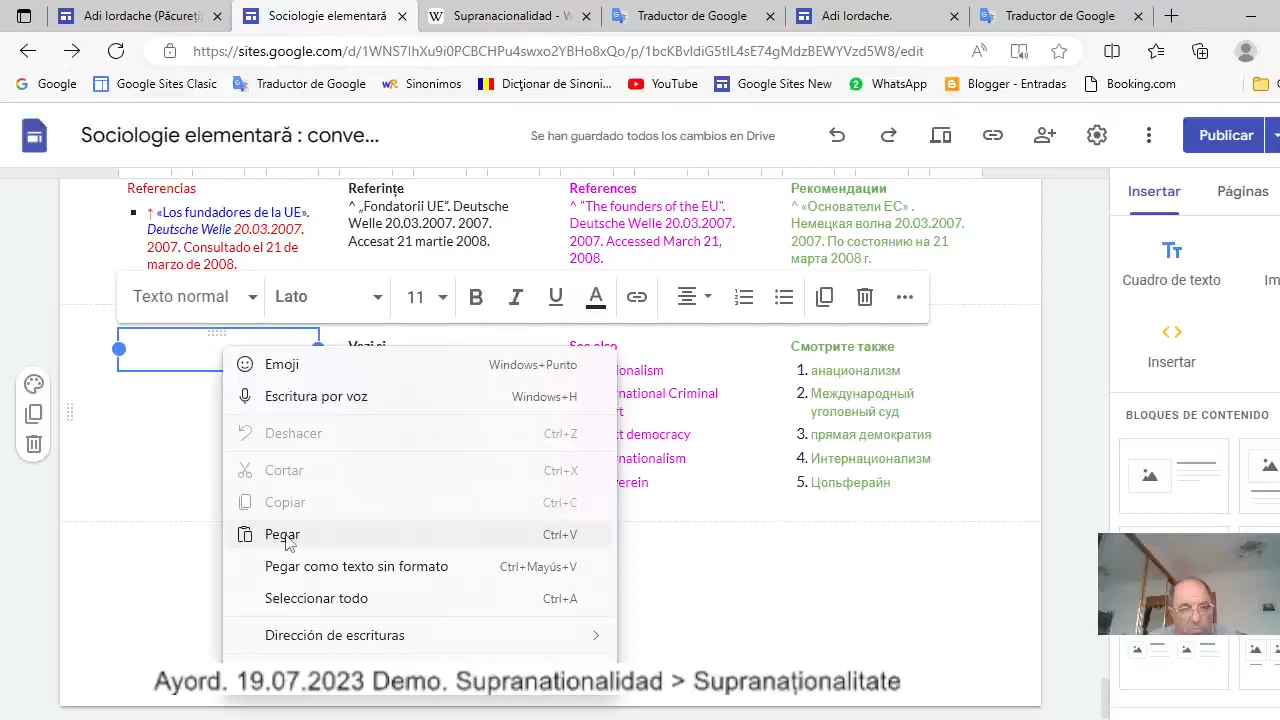 Adi Iordache (Păcureț
Sociologie elementară
Supranacionalidad - W
Traductor de Google
Adi Iordache.
Traductor de Google
https://sites.google.com/d/1WNS7lhXu9i0PCBCHPu4swxo2YBHo8xQo/p/1bcKBvldiG5tIL4sE74gMdzBEWYVzd5W8/edit
Google
Google Sites Clasic
Traductor de Google
Sinonimos
Dicţionar de Sinoni...
YouTube
Google Sites New
WhatsApp
Blogger - Entradas
Booking.com
Sociologie elementară : conve...
Se han guardado todos los cambios en Drive
Publicar
Referencias
↑ «Los fundadores de la UE».
Deutsche Welle 20.03.2007.
2007. Consultado el 21 de
marzo de 2008.
Referințe
^ „Fondatorii UE". Deutsche
Welle 20.03.2007. 2007.
Accesat 21 martie 2008.
References
^ "The founders of the EU".
Deutsche Welle 20.03.2007.
2007. Accessed March 21,
2008.
Рекомендации
^ «Основатели ЕС» .
Немецкая волна 20.03.2007.
2007. По состоянию на 21
марта 2008 г.
Insertar
Páginas
Cuadro de texto
Insertar
BLOQUES DE CONTENIDO
Texto normal
Lato
11
Emoji Windows+Punto
Escritura por voz Windows+H
Deshacer Ctrl+Z
Cortar Ctrl+X
Copiar Ctrl+C
Pegar Ctrl+V
Pegar como texto sin formato Ctrl+Mayús+V
Seleccionar todo Ctrl+A
Dirección de escrituras
Смотрите также
1. анационализм
2. Международный
уголовный суд
3. прямая демократия
4. Интернационализм
5. Цольферайн
Ayord. 19.07.2023 Demo. Supranationalidad > Supranaționalitate